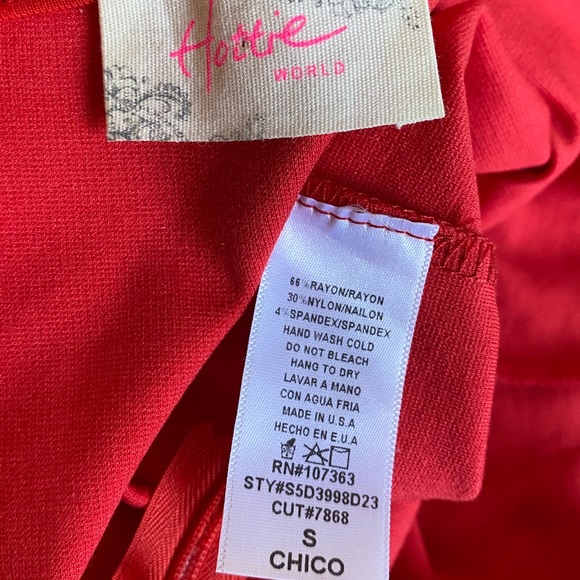 Hottie
WORLD
66%RAYON/RAYON
30%NYLON/NAILON
4%SPANDEX/SPANDEX
HAND WASH COLD
DO NOT BLEACH
HANG TO DRY
LAVAR A MANO
CON AGUA FRIA
MADE IN U.S.A
HECHO EN E.U.A
RN#107363
STY#S5D3998D23
CUT#7868
S
CHICO